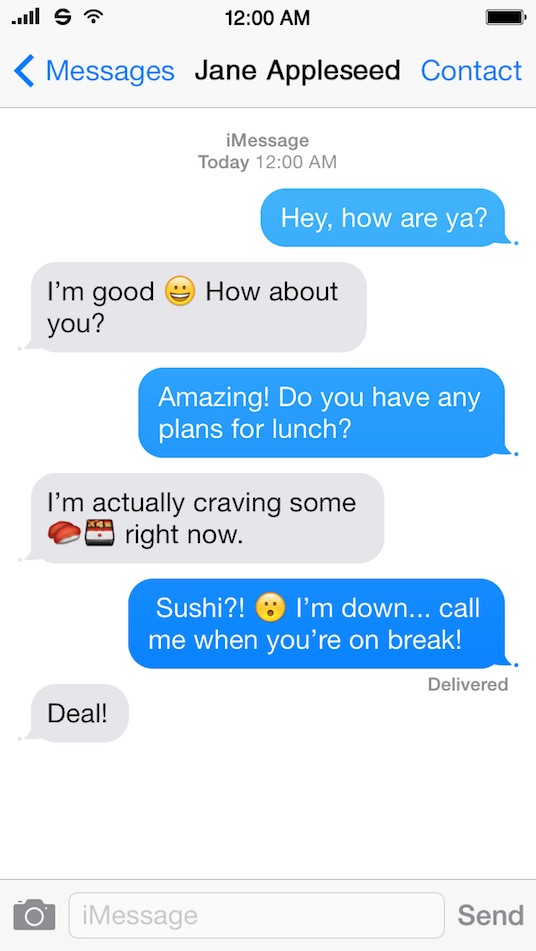 12:00 AM
Messages Jane Appleseed Contact
iMessage
Today 12:00 AM
Hey, how are ya?
I’m good 😀 How about
you?
Amazing! Do you have any
plans for lunch?
I’m actually craving some
🍣🍱 right now.
Sushi?! 😮 I’m down... call
me when you’re on break!
Delivered
Deal!
iMessage Send